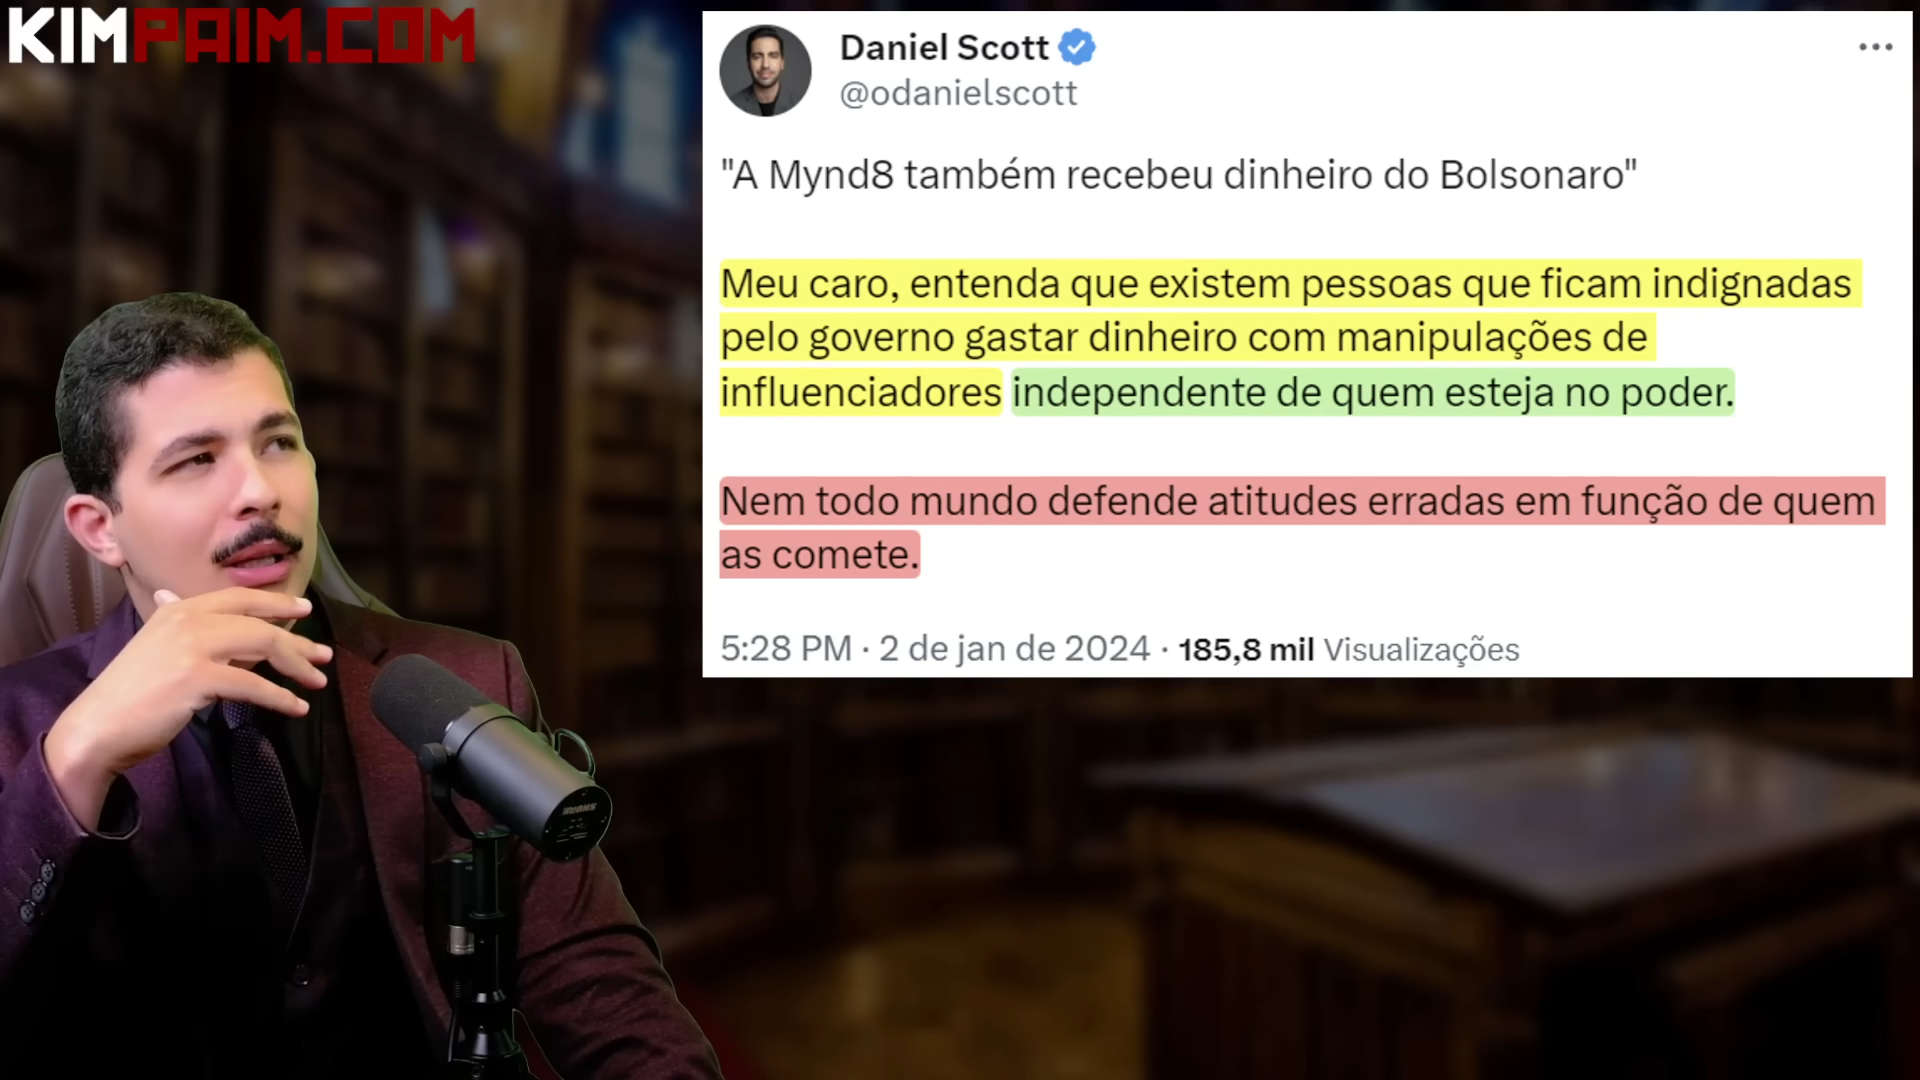 KIMPAIM.COM
Daniel Scott
@odanielscott
"A Mynd8 também recebeu dinheiro do Bolsonaro"
Meu caro, entenda que existem pessoas que ficam indignadas
pelo governo gastar dinheiro com manipulações de
influenciadores independente de quem esteja no poder.
Nem todo mundo defende atitudes erradas em função de quem
as comete.
5:28 PM · 2 de jan de 2024 · 185,8 mil Visualizações